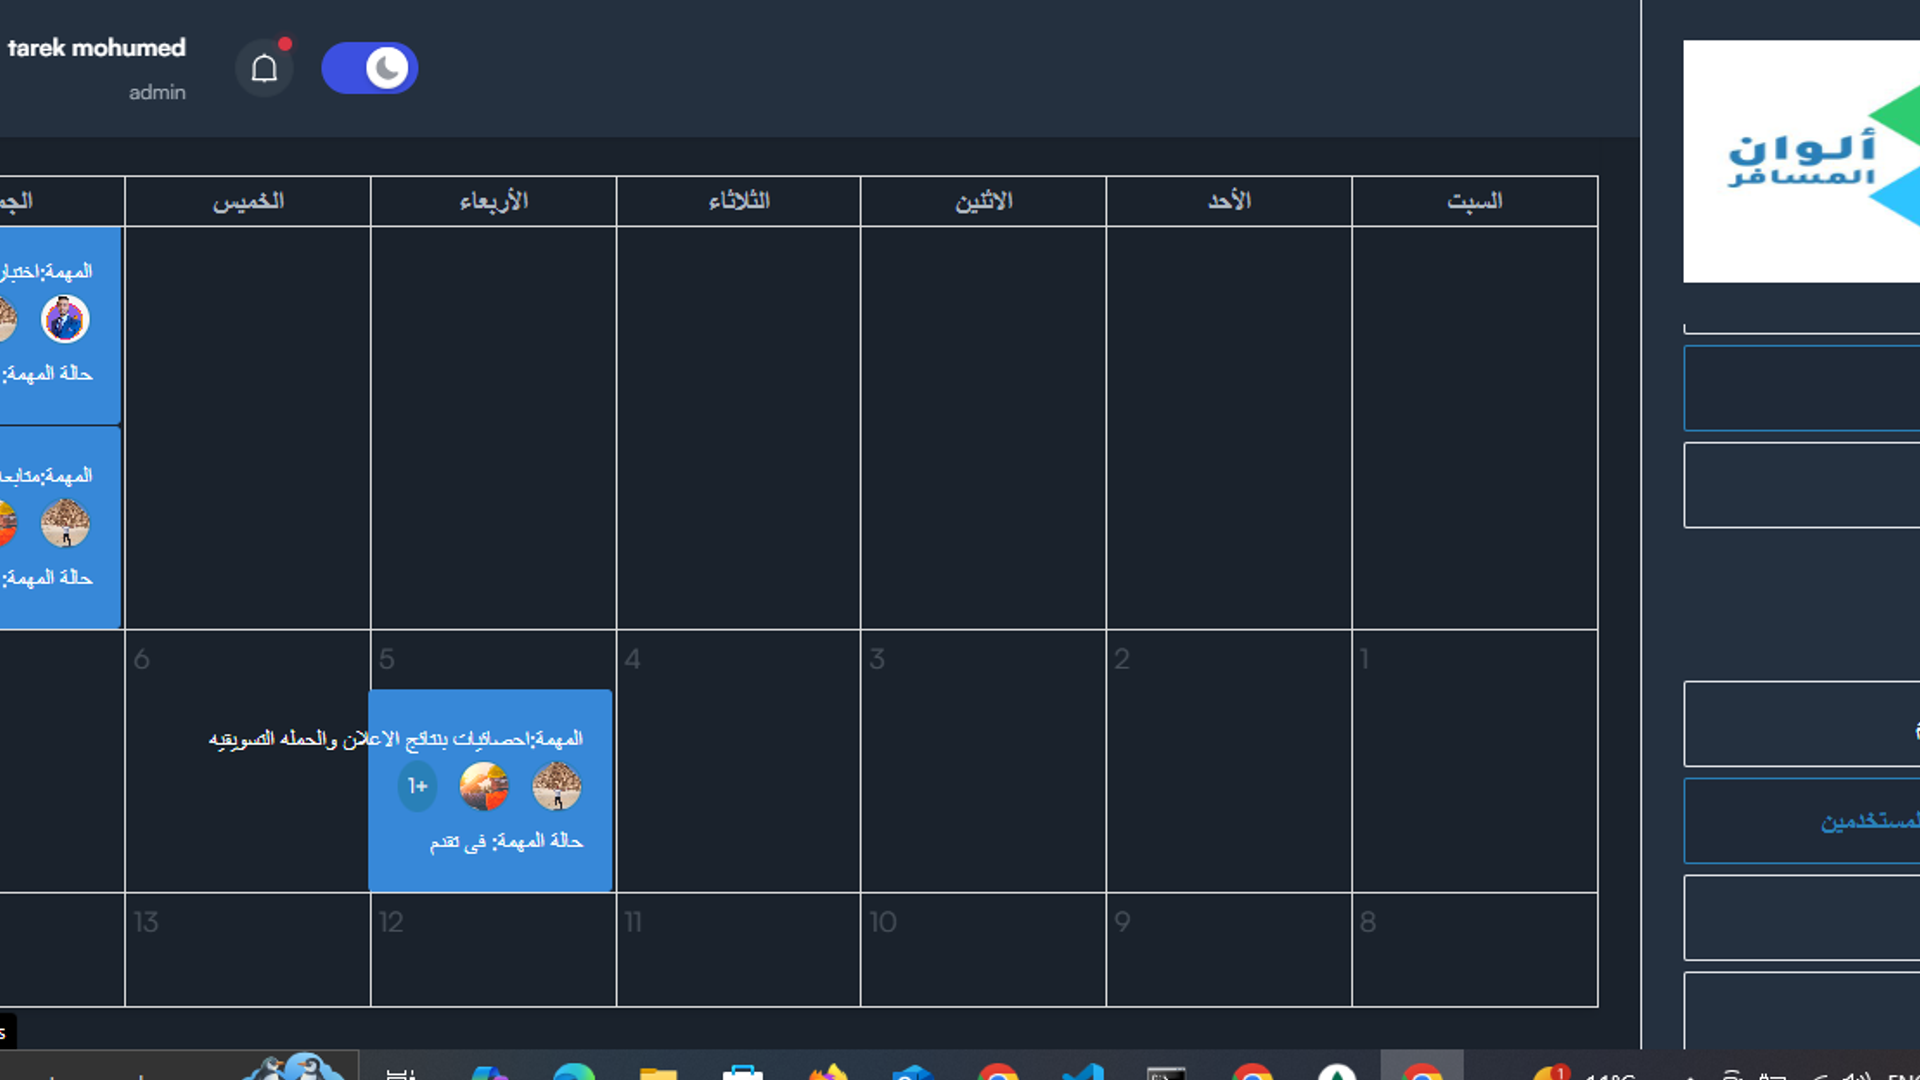 tarek mohumed
admin
ألوان
المسافر
السبت
الأحد
الاثنين
الثلاثاء
الأربعاء
الخميس
المهمة:اختبار
حالة المهمة:
المهمة:متابعة
حالة المهمة:
1
2
3
4
5
6
المهمة:احصائيات بنتائج الاعلان والحمله التسويقيه
+1
حالة المهمة: في تقدم
8
9
10
11
12
13
المستخدمين
1